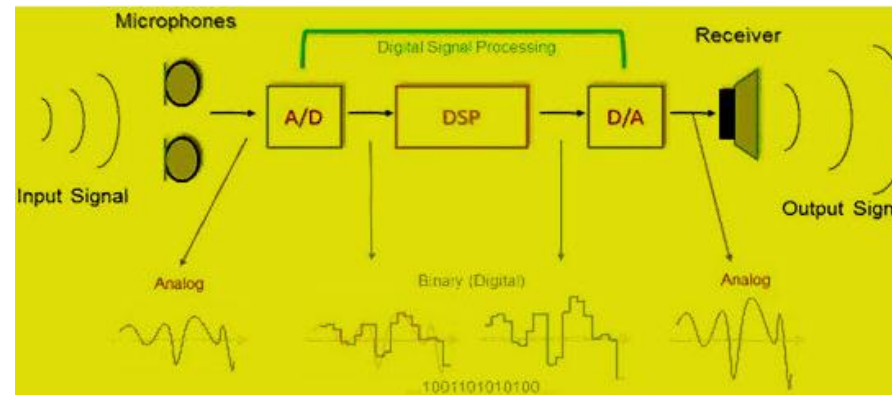 Microphones
Digital Signal Processing
Receiver
A/D
DSP
D/A
Input Signal
Output Sign
Analog
Binary (Digital)
Analog
1001101010100